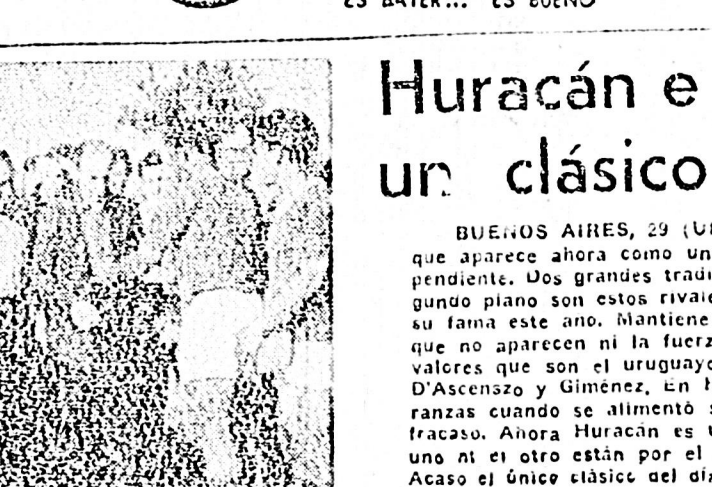 ES BATER... ES BUENO
Huracán e
un clásico
BUENOS AIRES, 29 (U
que aparece ahora como un
pendiente. Dos grandes tradi
gundo plano son estos rivale
su fama este ano. Mantiene
que no aparecen ni la fuerz
valores que son el uruguayo
D'Ascenszo y Giménez, En
ranzas cuando se alimentó s
fracaso. Ahora Huracán es u
uno ni el otro están por el
Acaso el único clásico del día